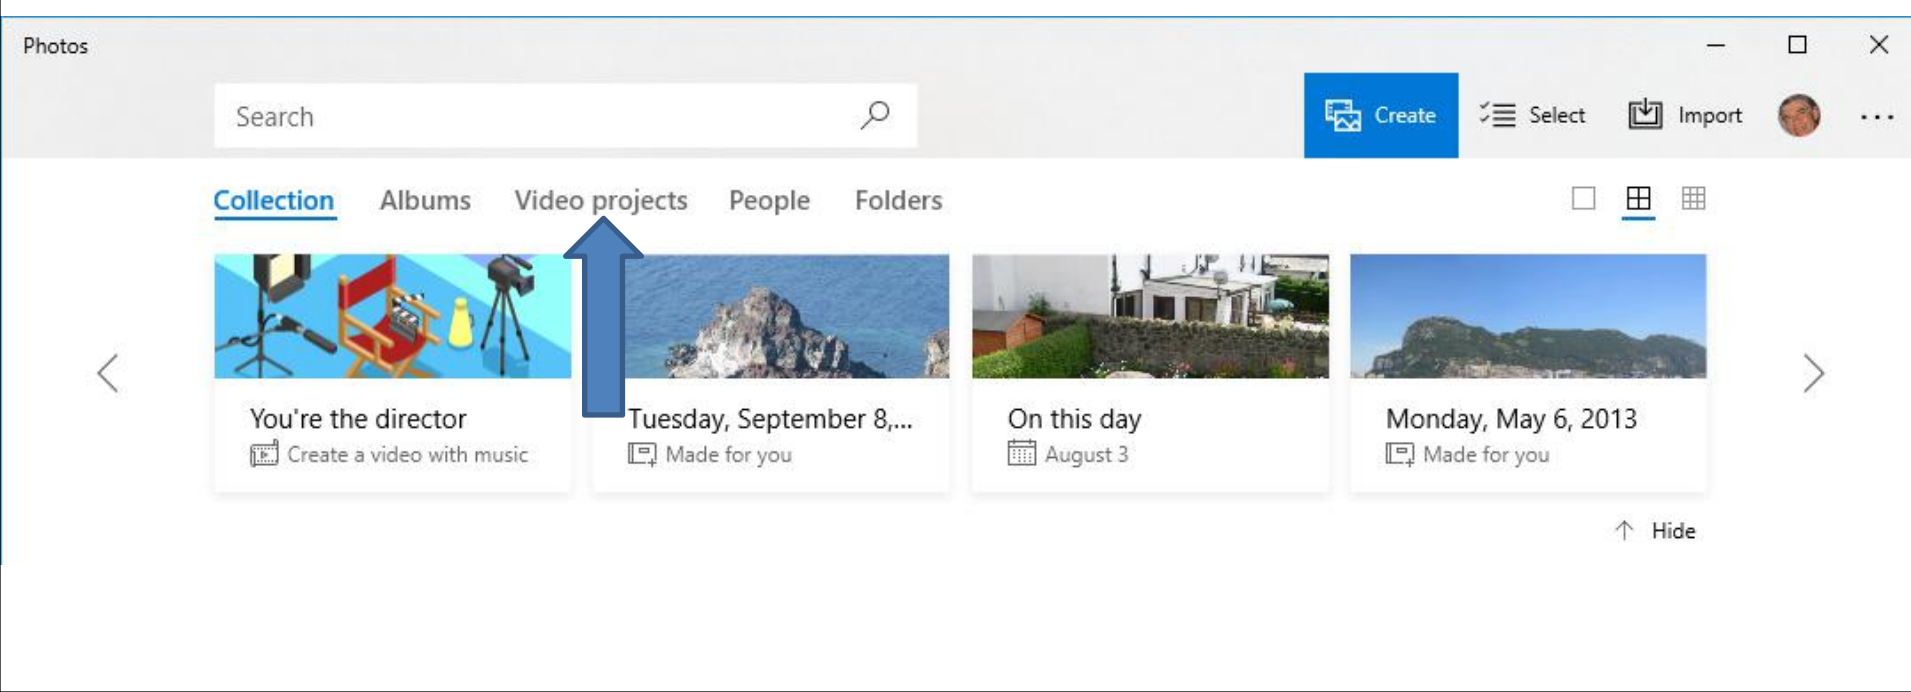 Photos
Search
Create Select Import
Collection Albums Video projects People Folders
You're the director
Create a video with music
Tuesday, September 8,...
Made for you
On this day
August 3
Monday, May 6, 2013
Made for you
Hide